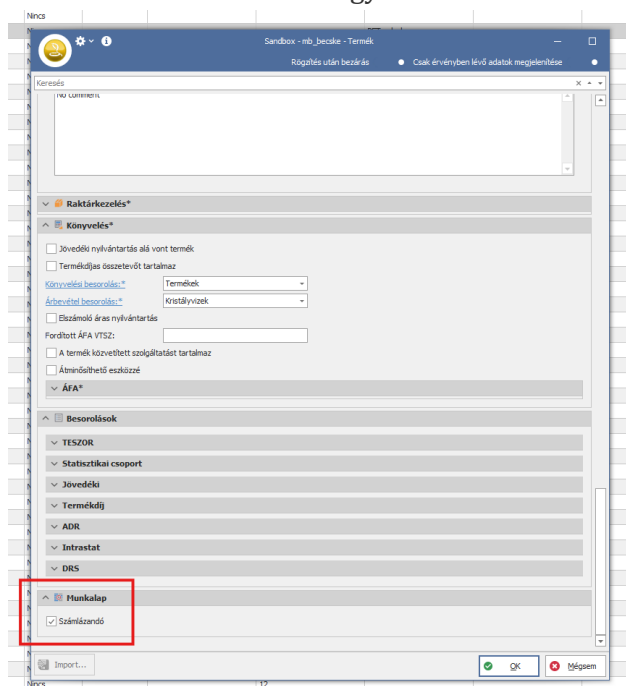 Nincs
Sandbox - mb_becske - Termék
Rögzítés után bezárás
Csak érvényben lévő adatok megjelenítése
Keresés
No comment
Raktárkezelés*
Könyvelés*
Jövedéki nyilvántartás alá vont termék
Termékdíjas összetevőt tartalmaz
Könyvelési besorolás:* Termékek
Árbevétel besorolás:* Kristályvizek
Elszámoló áras nyilvántartás
Fordított ÁFA VTSZ:
A termék közvetített szolgáltatást tartalmaz
Átminősíthető eszközzé
ÁFA*
Besorolások
TESZOR
Statisztikai csoport
Jövedéki
Termékdíj
ADR
Intrastat
DRS
Munkalap
Számlázandó
Import...
OK
Mégsem
Nincs 12